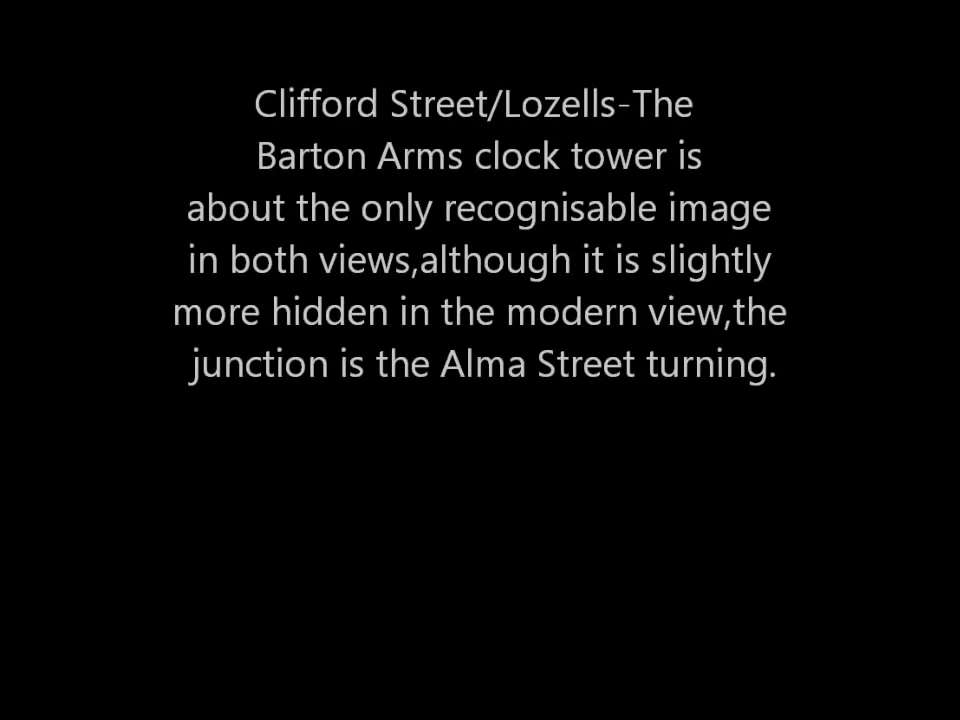 Clifford Street/Lozells-The
Barton Arms clock tower is
about the only recognisable image
in both views,although it is slightly
more hidden in the modern view,the
junction is the Alma Street turning.